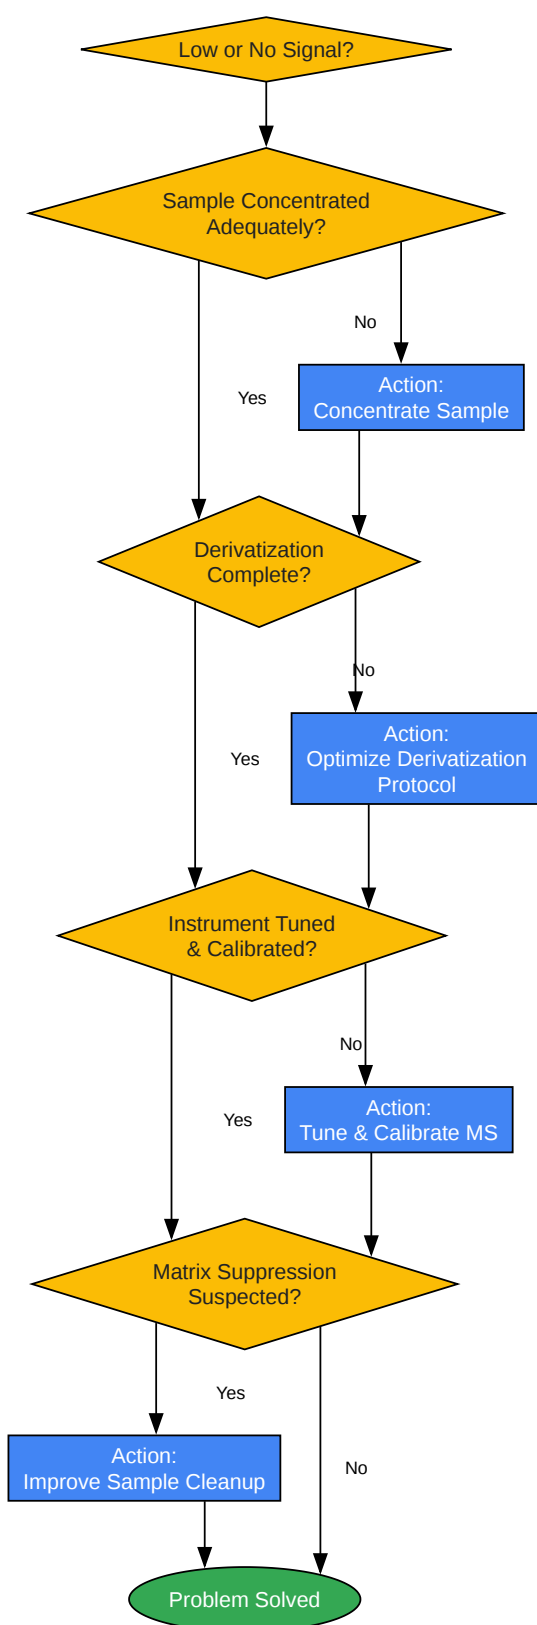 Low or No Signal?
Sample Concentrated
Adequately?
No
Yes
Action:
Concentrate Sample
Derivatization
Complete?
No
Yes
Action:
Optimize Derivatization
Protocol
Instrument Tuned
& Calibrated?
No
Yes
Action:
Tune & Calibrate MS
Matrix Suppression
Suspected?
Yes
No
Action:
Improve Sample Cleanup
Problem Solved